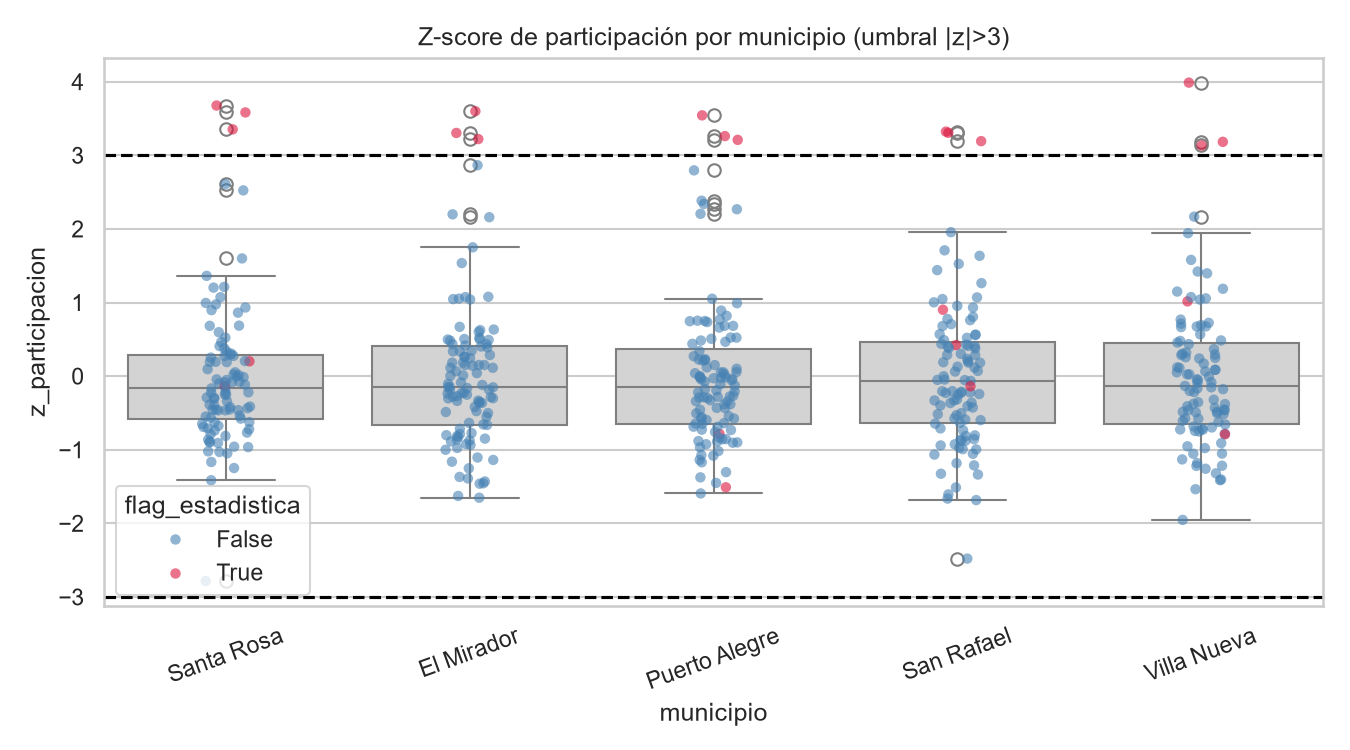 Z-score de participación por municipio (umbral |z|>3)
z_participacion
4
3
2
1
0
−1
−2
−3
flag_estadistica
False
True
Santa Rosa
El Mirador
Puerto Alegre
San Rafael
Villa Nueva
municipio